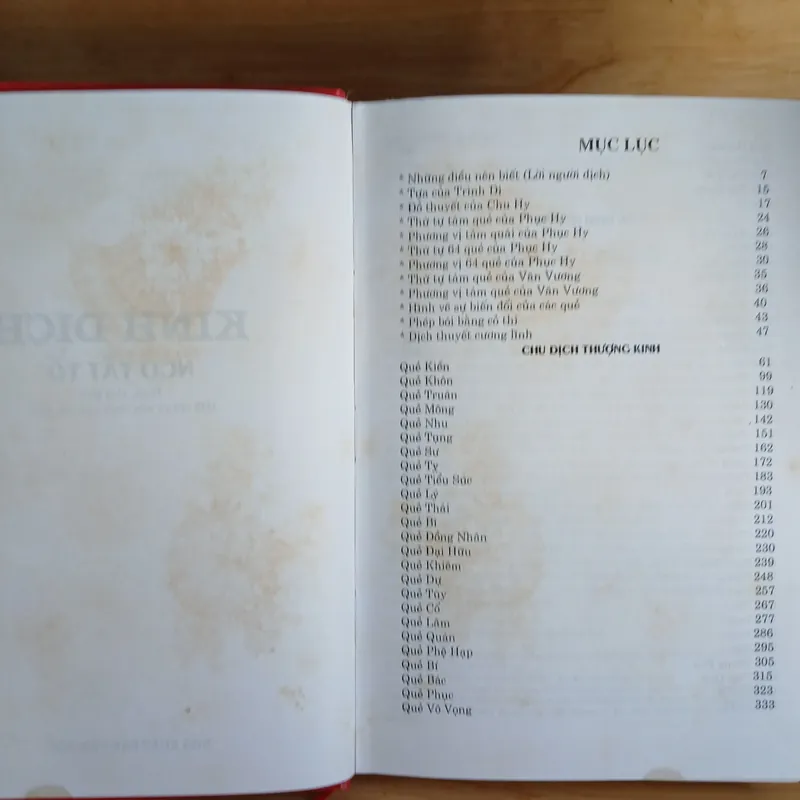 KINH DỊCH
NGÔ TẤT TỐ
MỤC LỤC
* Những điều nên biết (Lời người dịch) 7
* Tựa của Trình Di 15
* Đồ thuyết của Chu Hy 17
* Thứ tự tám quẻ của Phục Hy 24
* Phương vị tám quái của Phục Hy 26
* Thứ tự 64 quẻ của Phục Hy 28
* Phương vị 64 quẻ của Phục Hy 30
* Thứ tự tám quẻ của Văn Vương 35
* Phương vị tám quẻ của Văn Vương 36
* Hình vẽ sự biến đổi của các quẻ 40
* Phép bói bằng cỏ thi 43
* Dịch thuyết cương lĩnh 47
CHU DỊCH THƯỢNG KINH
Quẻ Kiền 61
Quẻ Khôn 99
Quẻ Truân 119
Quẻ Mông 130
Quẻ Nhu 142
Quẻ Tụng 151
Quẻ Sư 162
Quẻ Tỵ 172
Quẻ Tiểu Súc 183
Quẻ Lý 193
Quẻ Thái 201
Quẻ Bĩ 212
Quẻ Đồng Nhân 220
Quẻ Đại Hữu 230
Quẻ Khiêm 239
Quẻ Dự 248
Quẻ Tùy 257
Quẻ Cổ 267
Quẻ Lâm 277
Quẻ Quán 286
Quẻ Phệ Hạp 295
Quẻ Bí 305
Quẻ Bác 315
Quẻ Phục 323
Quẻ Vô Vọng 333